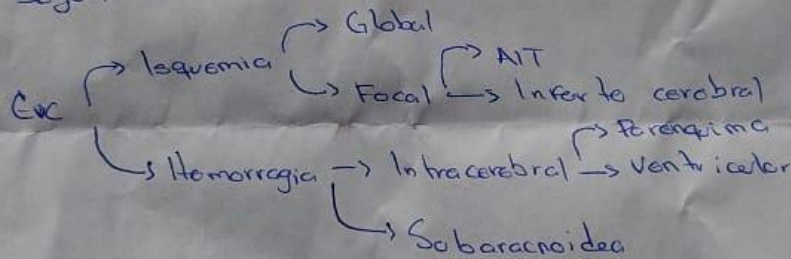 Global
Isquemia
AIT
Focal Infarto cerebral
Evc
Parenquima
Hemorragia Intracerebral Ventricular
Subaracnoidea